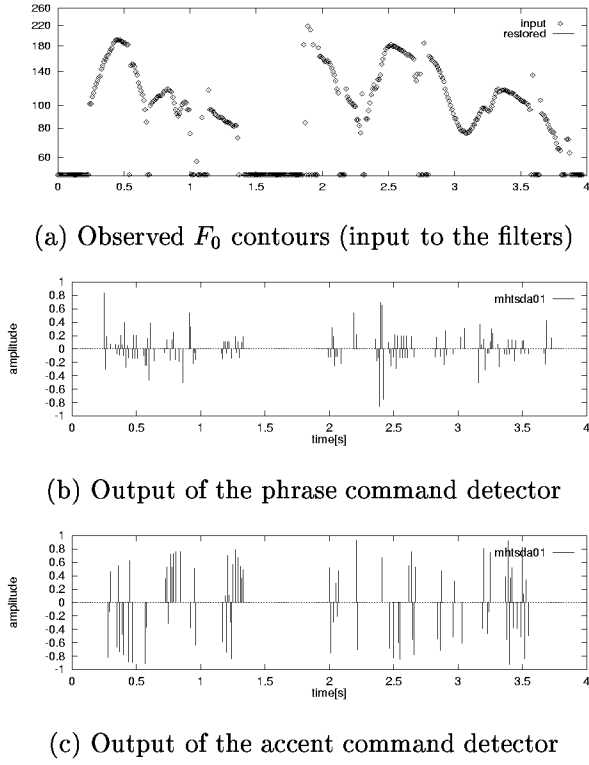 260
220
180
140
100
80
60
input
restored
0 0.5 1 1.5 2 2.5 3 3.5 4
(a) Observed F₀ contours (input to the filters)
1
0.8
0.6
0.4
0.2
0
-0.2
-0.4
-0.6
-0.8
-1
amplitude
mhtsda01
0 0.5 1 1.5 2 2.5 3 3.5 4
time[s]
(b) Output of the phrase command detector
1
0.8
0.6
0.4
0.2
0
-0.2
-0.4
-0.6
-0.8
-1
amplitude
mhtsda01
0 0.5 1 1.5 2 2.5 3 3.5 4
time[s]
(c) Output of the accent command detector